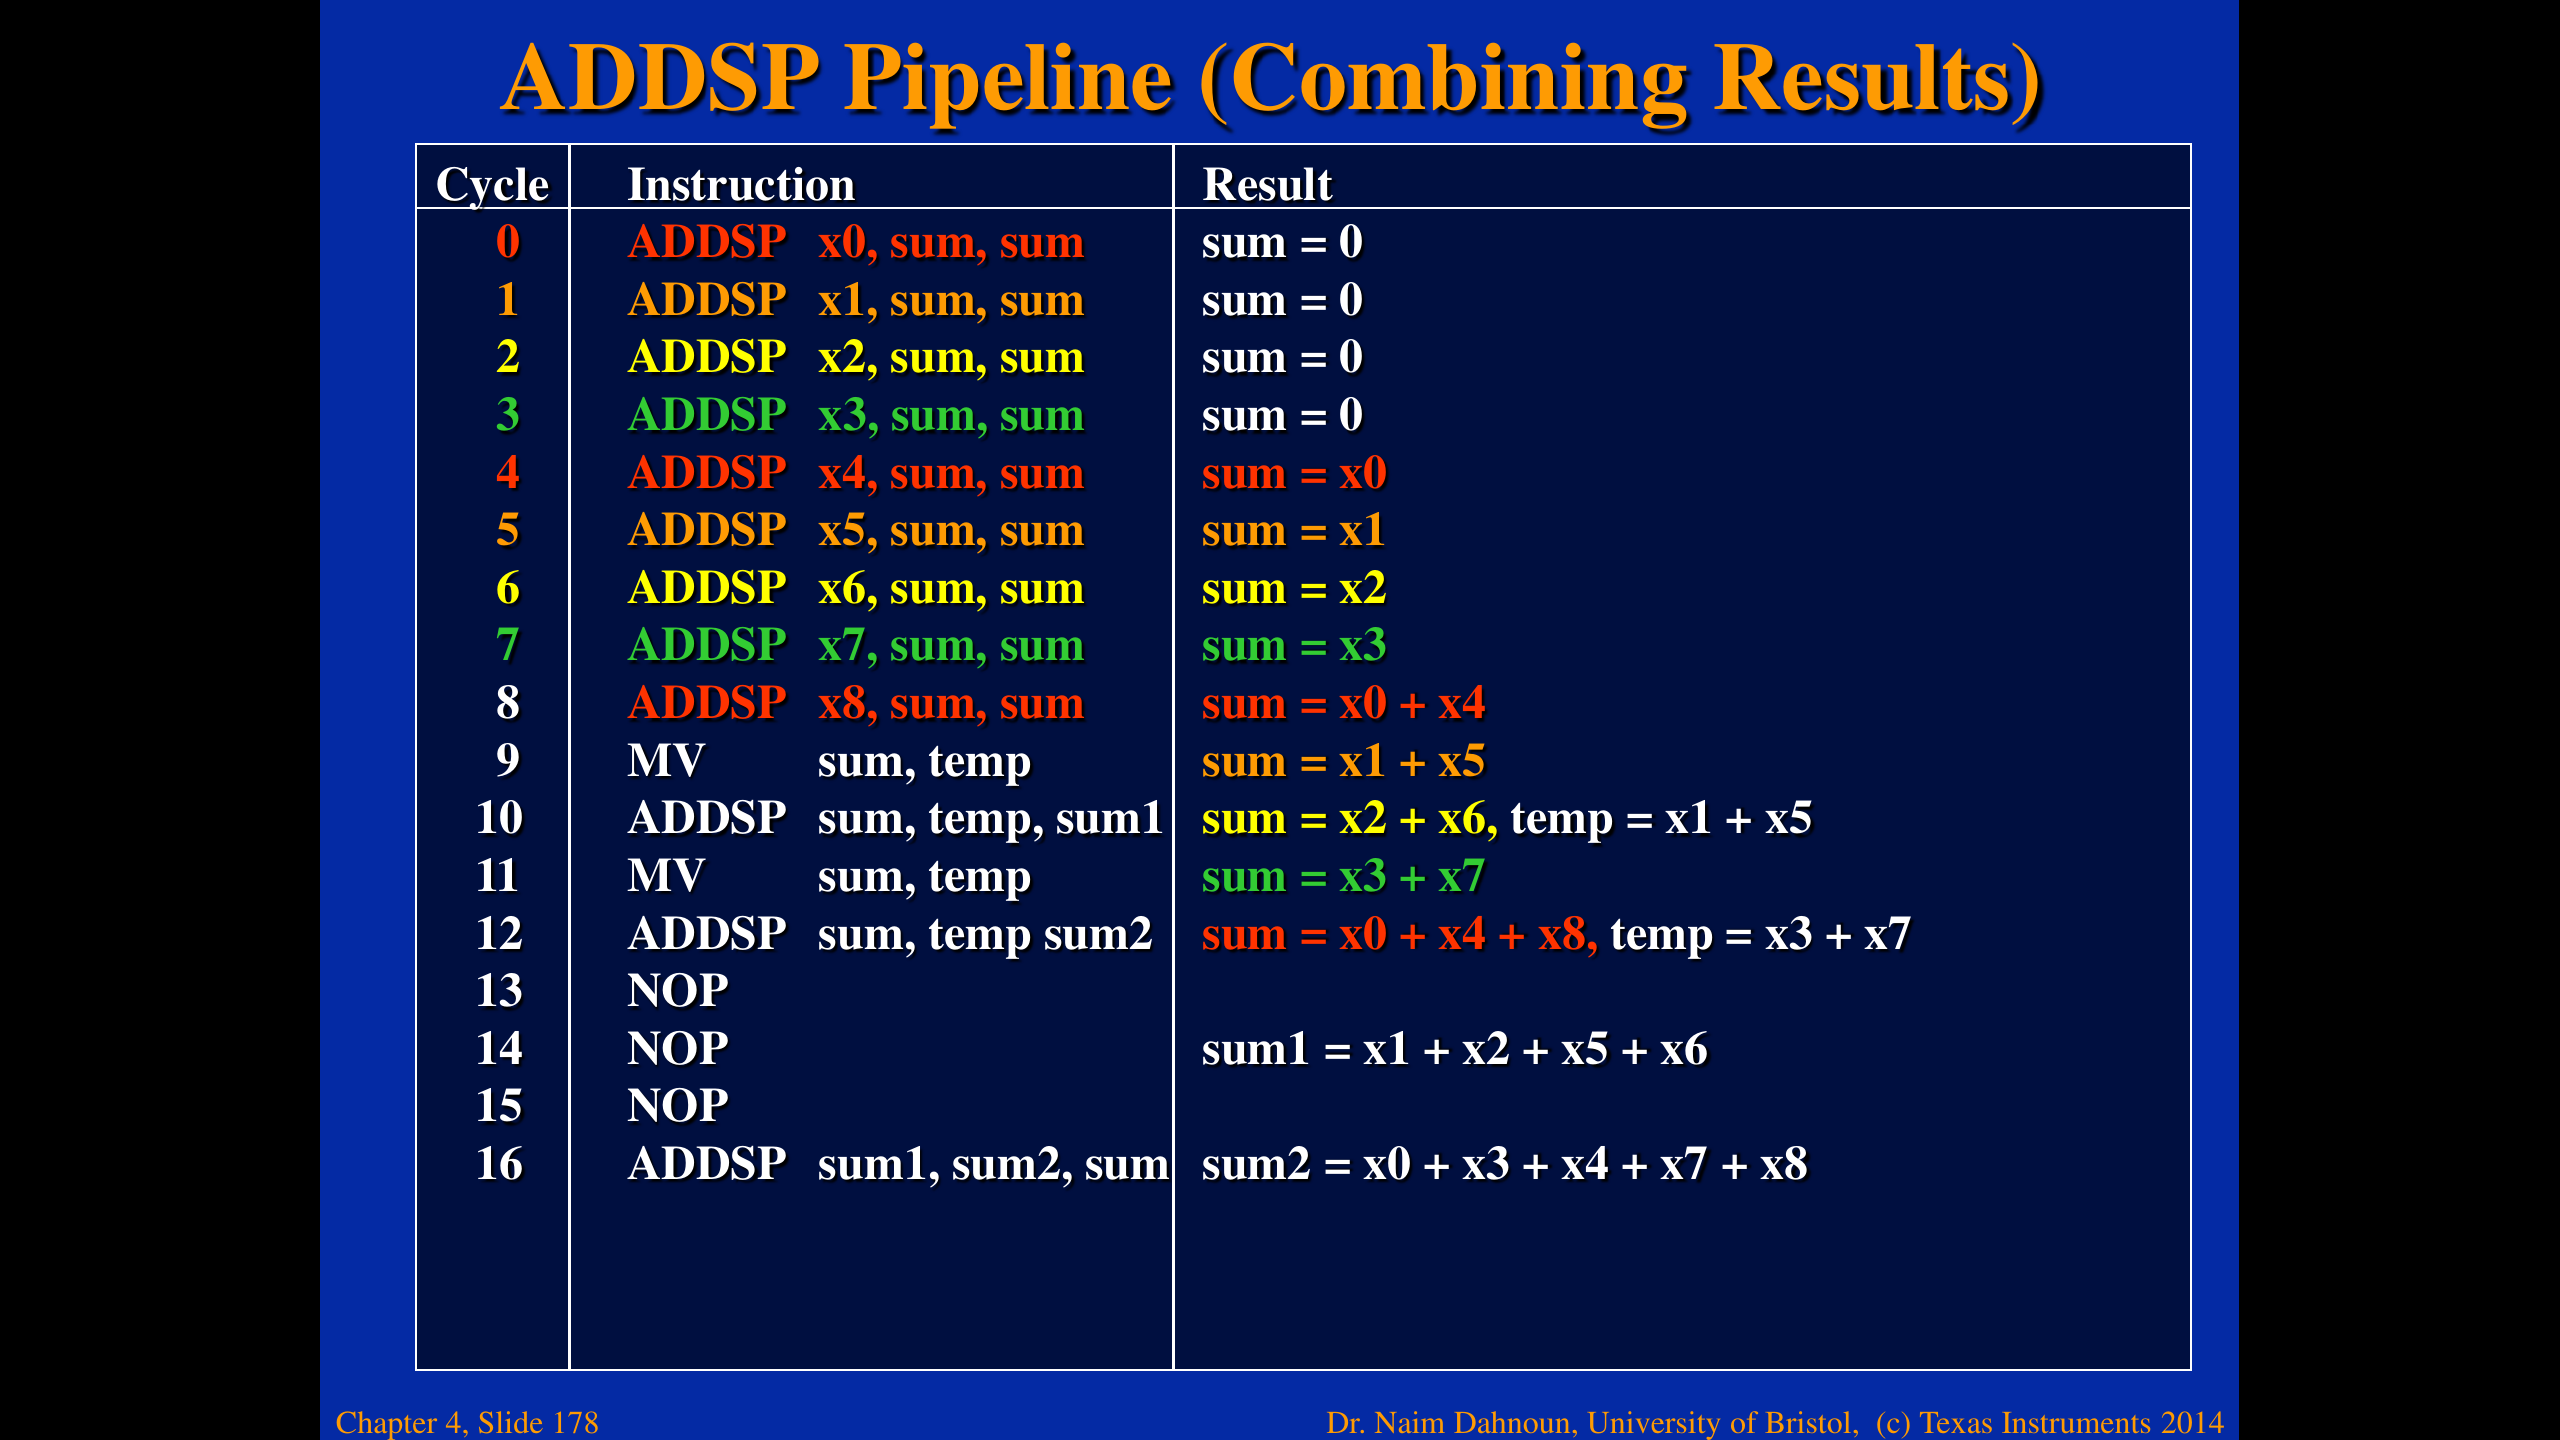 ADDSP Pipeline (Combining Results)
Cycle Instruction Result
0 ADDSP x0, sum, sum sum = 0
1 ADDSP x1, sum, sum sum = 0
2 ADDSP x2, sum, sum sum = 0
3 ADDSP x3, sum, sum sum = 0
4 ADDSP x4, sum, sum sum = x0
5 ADDSP x5, sum, sum sum = x1
6 ADDSP x6, sum, sum sum = x2
7 ADDSP x7, sum, sum sum = x3
8 ADDSP x8, sum, sum sum = x0 + x4
9 MV sum, temp sum = x1 + x5
10 ADDSP sum, temp, sum1 sum = x2 + x6, temp = x1 + x5
11 MV sum, temp sum = x3 + x7
12 ADDSP sum, temp sum2 sum = x0 + x4 + x8, temp = x3 + x7
13 NOP
14 NOP sum1 = x1 + x2 + x5 + x6
15 NOP
16 ADDSP sum1, sum2, sum sum2 = x0 + x3 + x4 + x7 + x8
Chapter 4, Slide 178 Dr. Naim Dahnoun, University of Bristol, (c) Texas Instruments 2014